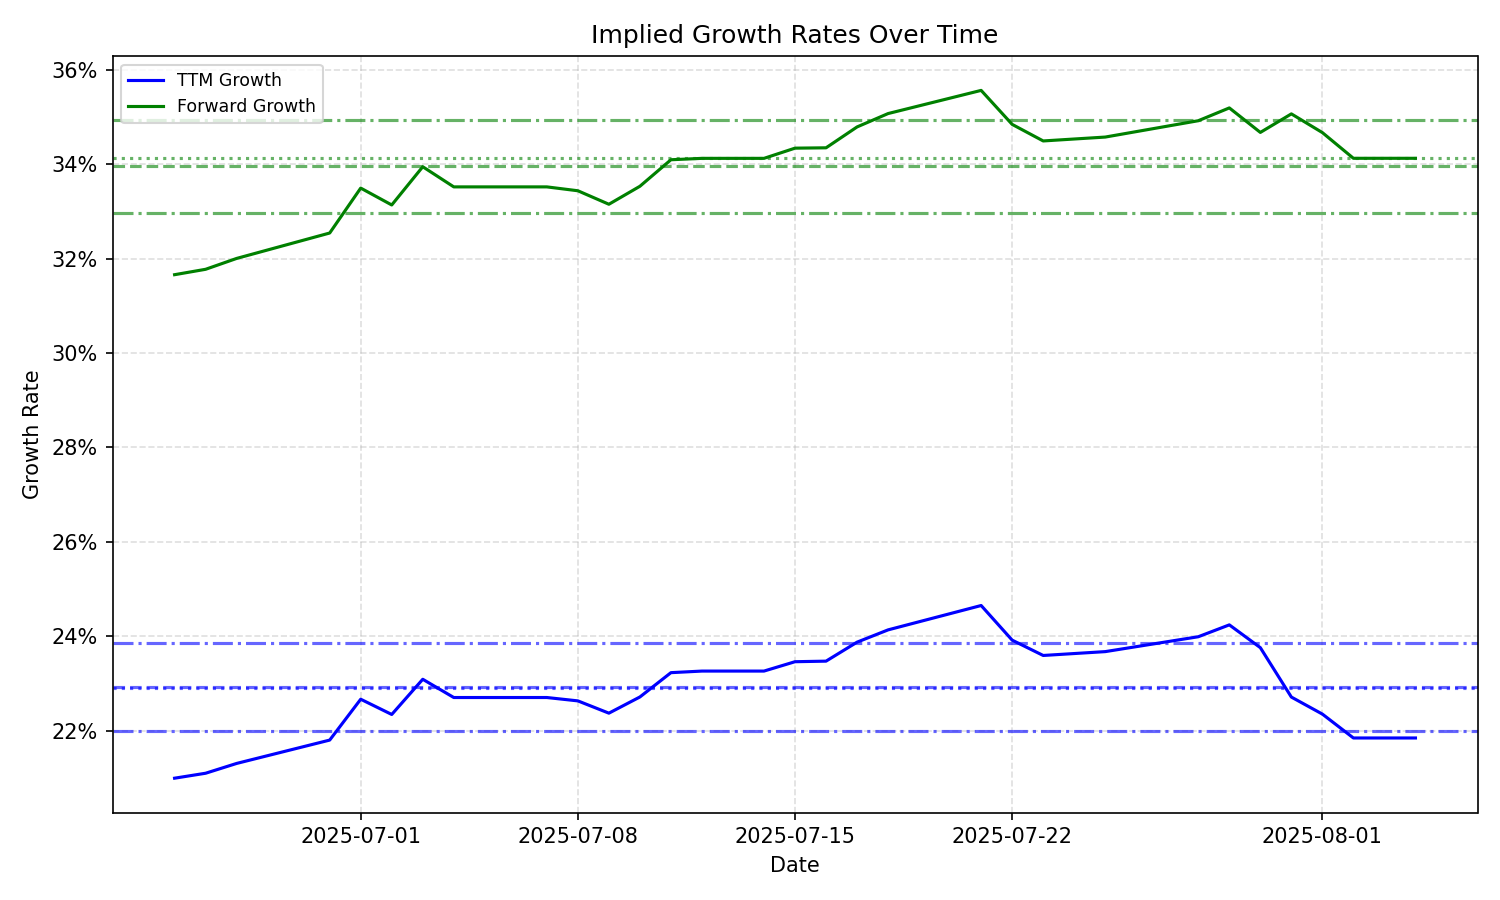 Implied Growth Rates Over Time
TTM Growth
Forward Growth
36%
34%
32%
30%
28%
26%
24%
22%
Growth Rate
2025-07-01
2025-07-08
2025-07-15
2025-07-22
2025-08-01
Date